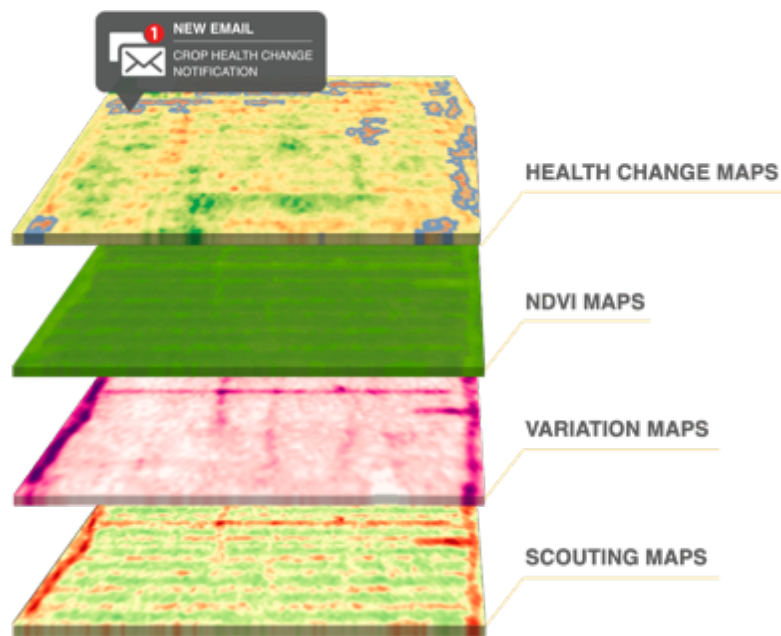 1 NEW EMAIL
CROP HEALTH CHANGE
NOTIFICATION
HEALTH CHANGE MAPS
NDVI MAPS
VARIATION MAPS
SCOUTING MAPS